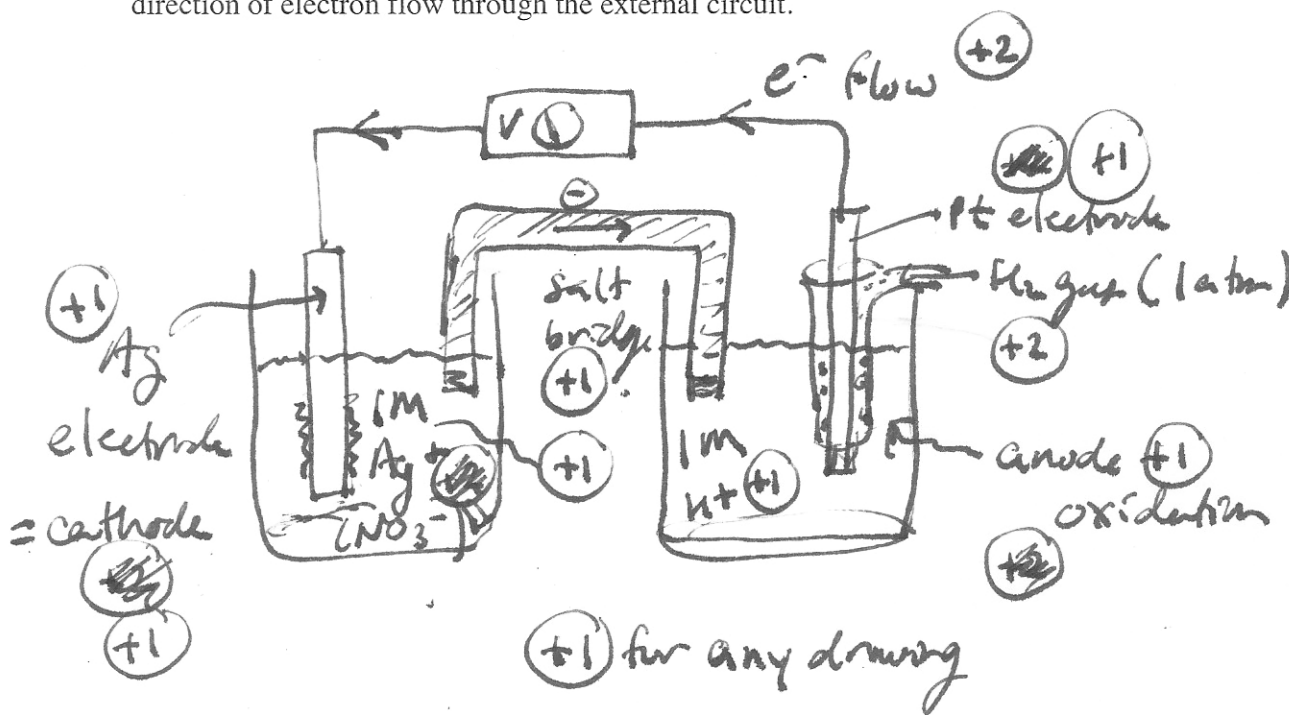 direction of electron flow through the external circuit.
e⁻ flow +2
V
+1
-
Pt electrode
H₂ gas (1 atm)
+2
salt
bridge
+1
+1
Ag
electrode
= cathode
+1
1M
Ag+
+1
(NO₃⁻
1M
H+ +1
anode +1
oxidation
+1 for any drawing